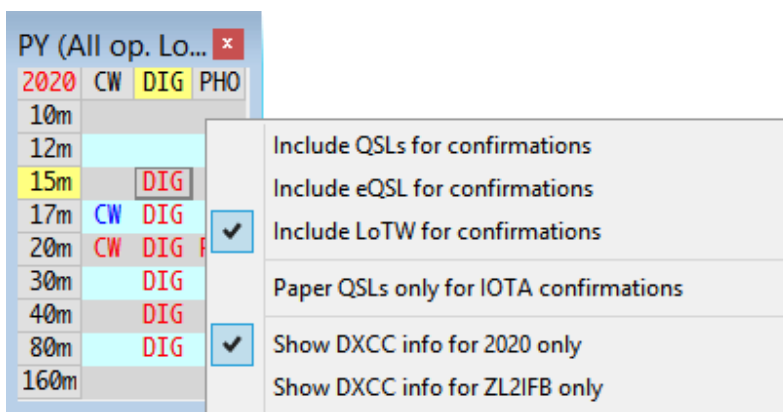 PY (All op. Lo... x
2020 CW DIG PHO
10m
12m
15m DIG
17m CW DIG
20m CW DIG
30m DIG
40m DIG
80m DIG
160m
Include QSLs for confirmations
Include eQSL for confirmations
Include LoTW for confirmations
Paper QSLs only for IOTA confirmations
Show DXCC info for 2020 only
Show DXCC info for ZL2IFB only